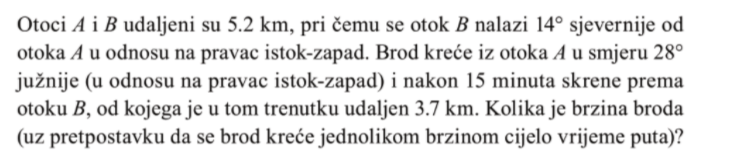 Otoci A i B udaljeni su 5.2 km, pri čemu se otok B nalazi 14° sjevernije od
otoka A u odnosu na pravac istok-zapad. Brod kreće iz otoka A u smjeru 28°
južnije (u odnosu na pravac istok-zapad) i nakon 15 minuta skrene prema
otoku B, od kojega je u tom trenutku udaljen 3.7 km. Kolika je brzina broda
(uz pretpostavku da se brod kreće jednolikom brzinom cijelo vrijeme puta)?